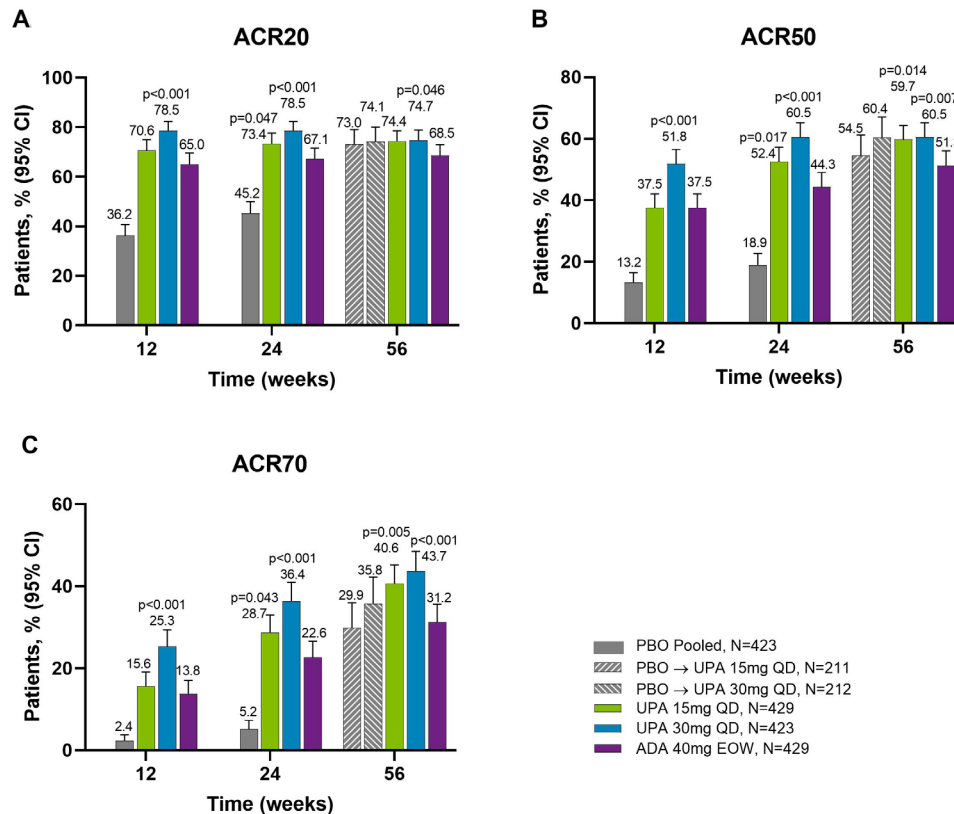 A
ACR20
Patients, % (95% CI)
100
80
60
40
20
0
36.2
70.6
p<0.001
78.5
65.0
45.2
p=0.047
73.4
p<0.001
78.5
67.1
73.0
74.1
74.4
p=0.046
74.7
68.5
12
24
56
Time (weeks)
B
ACR50
Patients, % (95% CI)
80
60
40
20
0
13.2
37.5
p<0.001
51.8
37.5
18.9
p=0.017
52.4
p<0.001
60.5
44.3
54.5
60.4
p=0.014
59.7
p=0.007
60.5
12
24
56
Time (weeks)
C
ACR70
Patients, % (95% CI)
60
40
20
0
2.4
15.6
p<0.001
25.3
13.8
5.2
p=0.043
28.7
p<0.001
36.4
22.6
29.9
35.8
p=0.005
40.6
p<0.001
43.7
31.2
12
24
56
Time (weeks)
PBO Pooled, N=423
PBO → UPA 15mg QD, N=211
PBO → UPA 30mg QD, N=212
UPA 15mg QD, N=429
UPA 30mg QD, N=423
ADA 40mg EOW, N=429